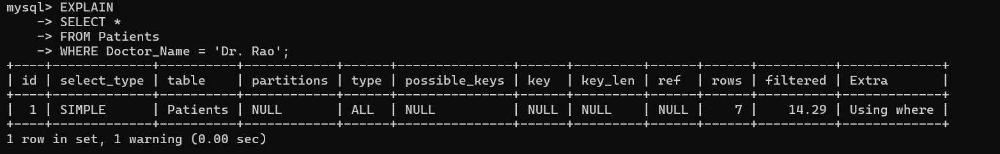 mysql> EXPLAIN
    -> SELECT *
    -> FROM Patients
    -> WHERE Doctor_Name = 'Dr. Rao';
+----+-------------+----------+------------+------+---------------+------+---------+------+------+----------+-------------+
| id | select_type | table    | partitions | type | possible_keys | key  | key_len | ref  | rows | filtered | Extra       |
+----+-------------+----------+------------+------+---------------+------+---------+------+------+----------+-------------+
|  1 | SIMPLE      | Patients | NULL       | ALL  | NULL          | NULL | NULL    | NULL |    7 |    14.29 | Using where |
+----+-------------+----------+------------+------+---------------+------+---------+------+------+----------+-------------+
1 row in set, 1 warning (0.00 sec)